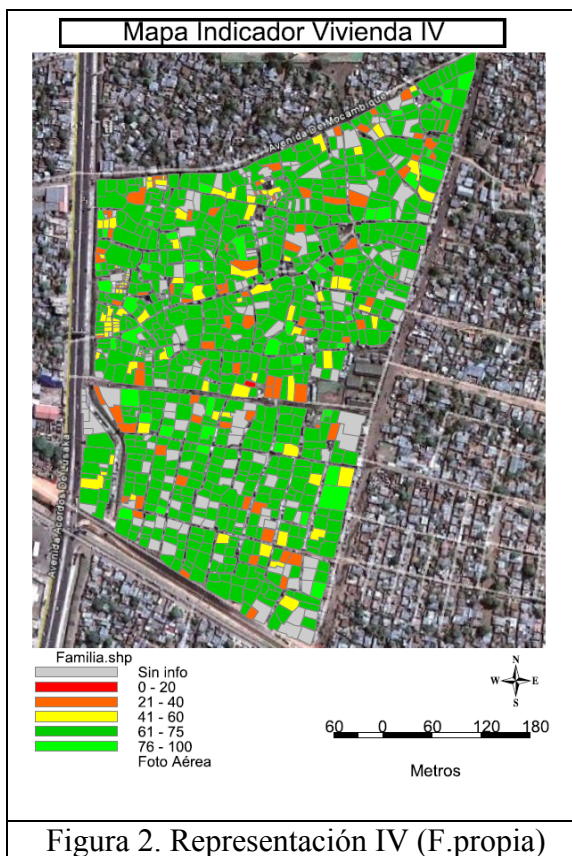 Mapa Indicador Vivienda IV
Avenida De Mocambique
Avenida Acordos De Lusaka
Familia.shp
Sin info
0 - 20
21 - 40
41 - 60
61 - 75
76 - 100
Foto Aérea
N
W E
S
60 0 60 120 180
Metros
Figura 2. Representación IV (F.propia)